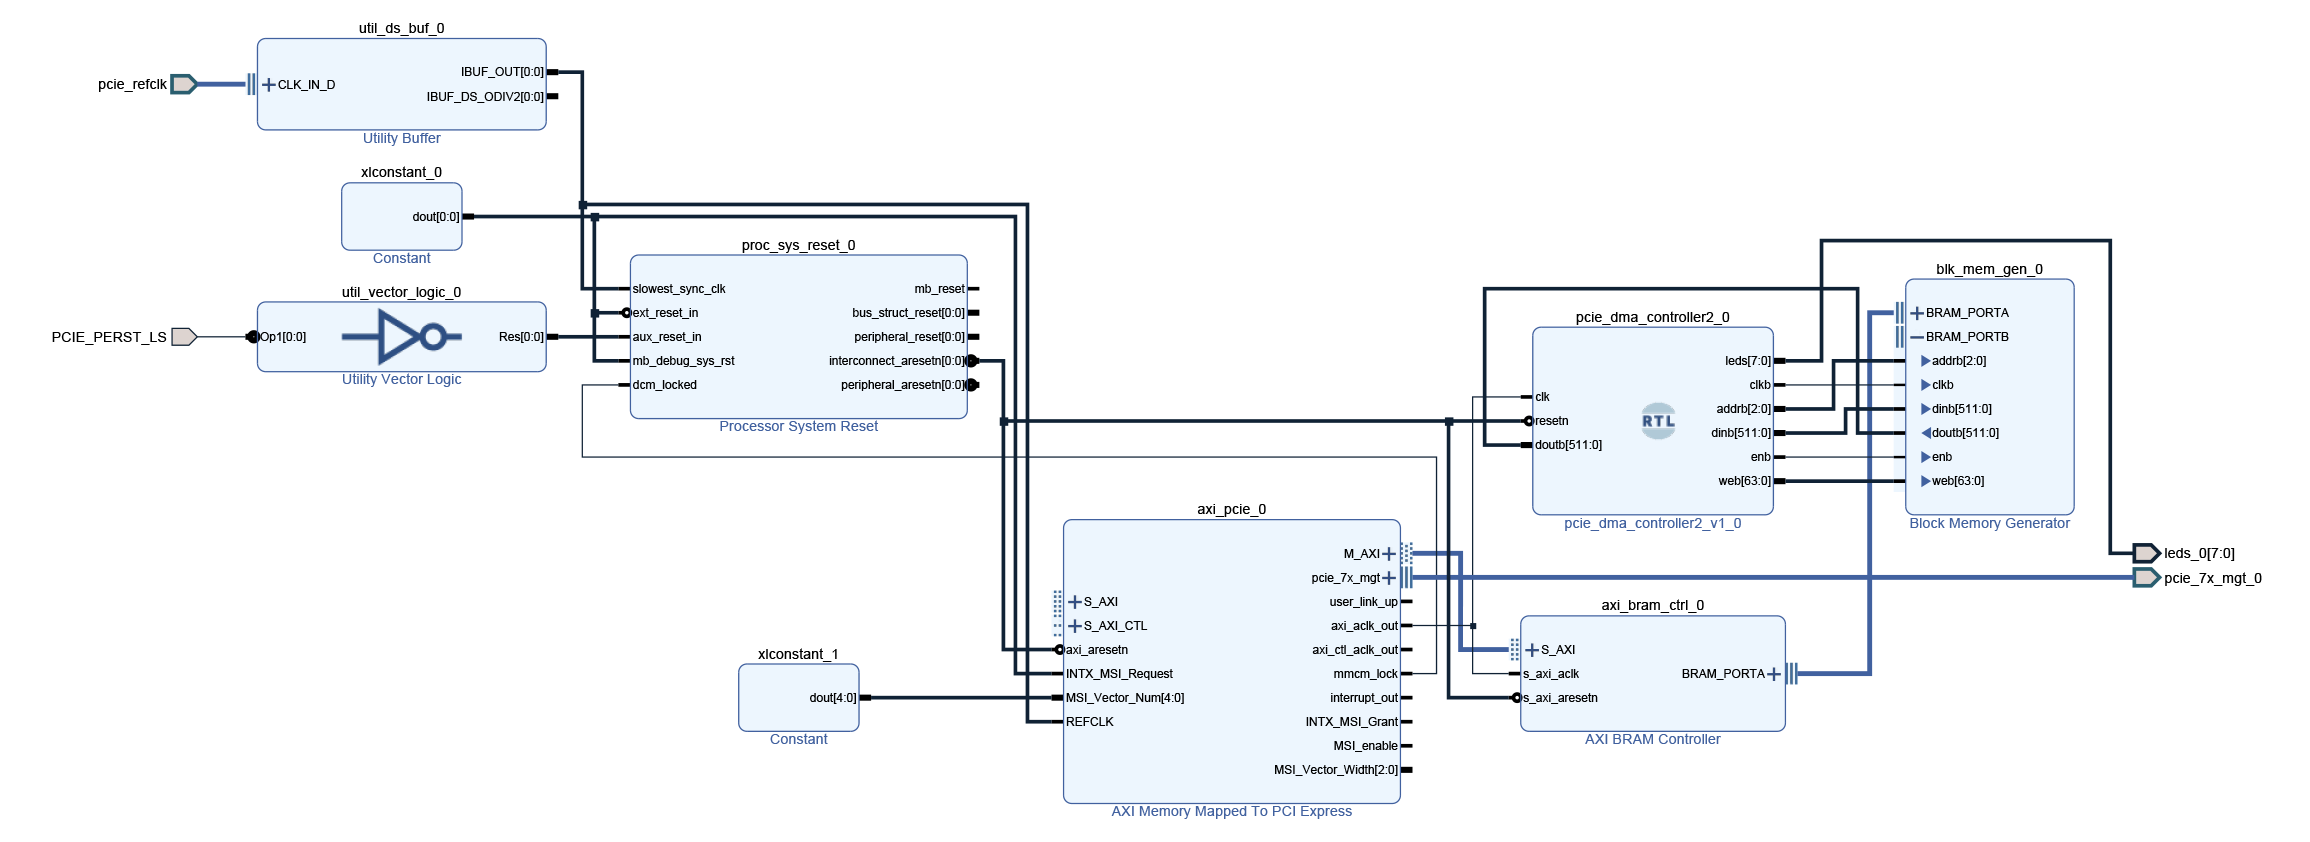 util_ds_buf_0
pcie_refclk
CLK_IN_D
IBUF_OUT[0:0]
IBUF_DS_ODIV2[0:0]
Utility Buffer
xlconstant_0
dout[0:0]
Constant
util_vector_logic_0
PCIE_PERST_LS
Op1[0:0]
Res[0:0]
Utility Vector Logic
proc_sys_reset_0
slowest_sync_clk
ext_reset_in
aux_reset_in
mb_debug_sys_rst
dcm_locked
mb_reset
bus_struct_reset[0:0]
peripheral_reset[0:0]
interconnect_aresetn[0:0]
peripheral_aresetn[0:0]
Processor System Reset
xlconstant_1
dout[4:0]
Constant
axi_pcie_0
S_AXI
S_AXI_CTL
axi_aresetn
INTX_MSI_Request
MSI_Vector_Num[4:0]
REFCLK
M_AXI
pcie_7x_mgt
user_link_up
axi_aclk_out
axi_ctl_aclk_out
mmcm_lock
interrupt_out
INTX_MSI_Grant
MSI_enable
MSI_Vector_Width[2:0]
AXI Memory Mapped To PCI Express
pcie_dma_controller2_0
clk
resetn
doutb[511:0]
RTL
leds[7:0]
clkb
addrb[2:0]
dinb[511:0]
enb
web[63:0]
pcie_dma_controller2_v1_0
axi_bram_ctrl_0
S_AXI
s_axi_aclk
s_axi_aresetn
BRAM_PORTA
AXI BRAM Controller
blk_mem_gen_0
BRAM_PORTA
BRAM_PORTB
addrb[2:0]
clkb
dinb[511:0]
doutb[511:0]
enb
web[63:0]
Block Memory Generator
leds_0[7:0]
pcie_7x_mgt_0